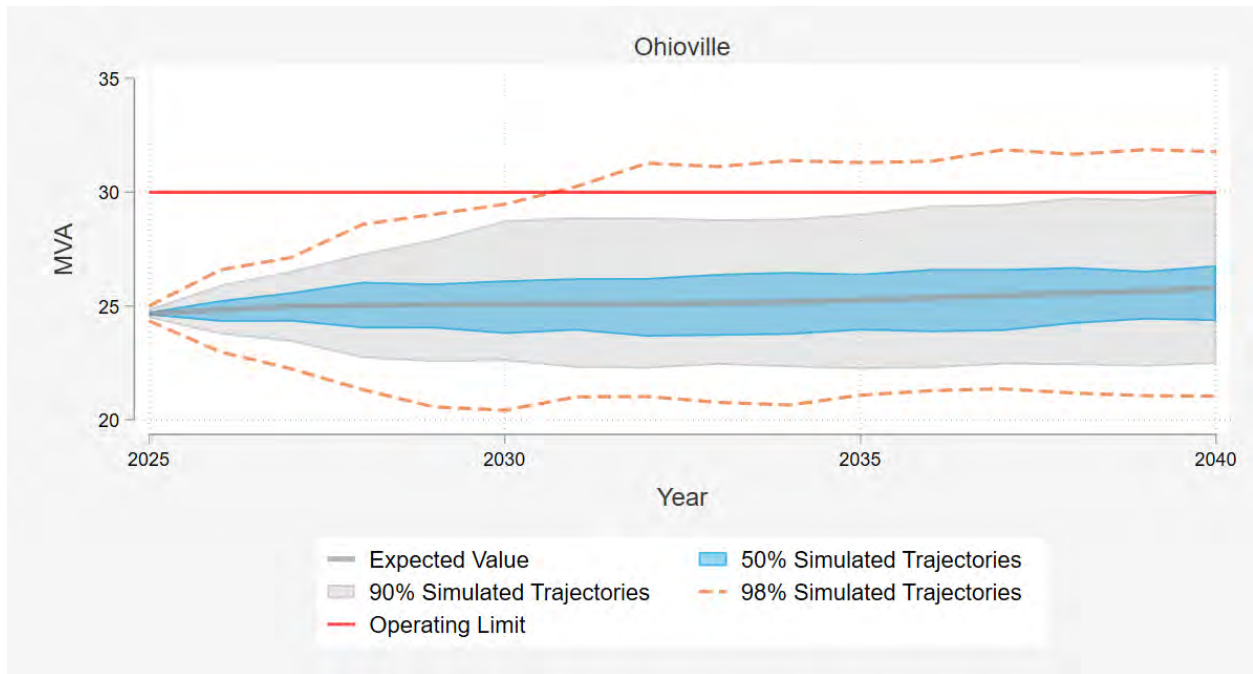 Ohioville
35
30
25
20
MVA
2025 2030 2035 2040
Year
Expected Value 50% Simulated Trajectories
90% Simulated Trajectories 98% Simulated Trajectories
Operating Limit